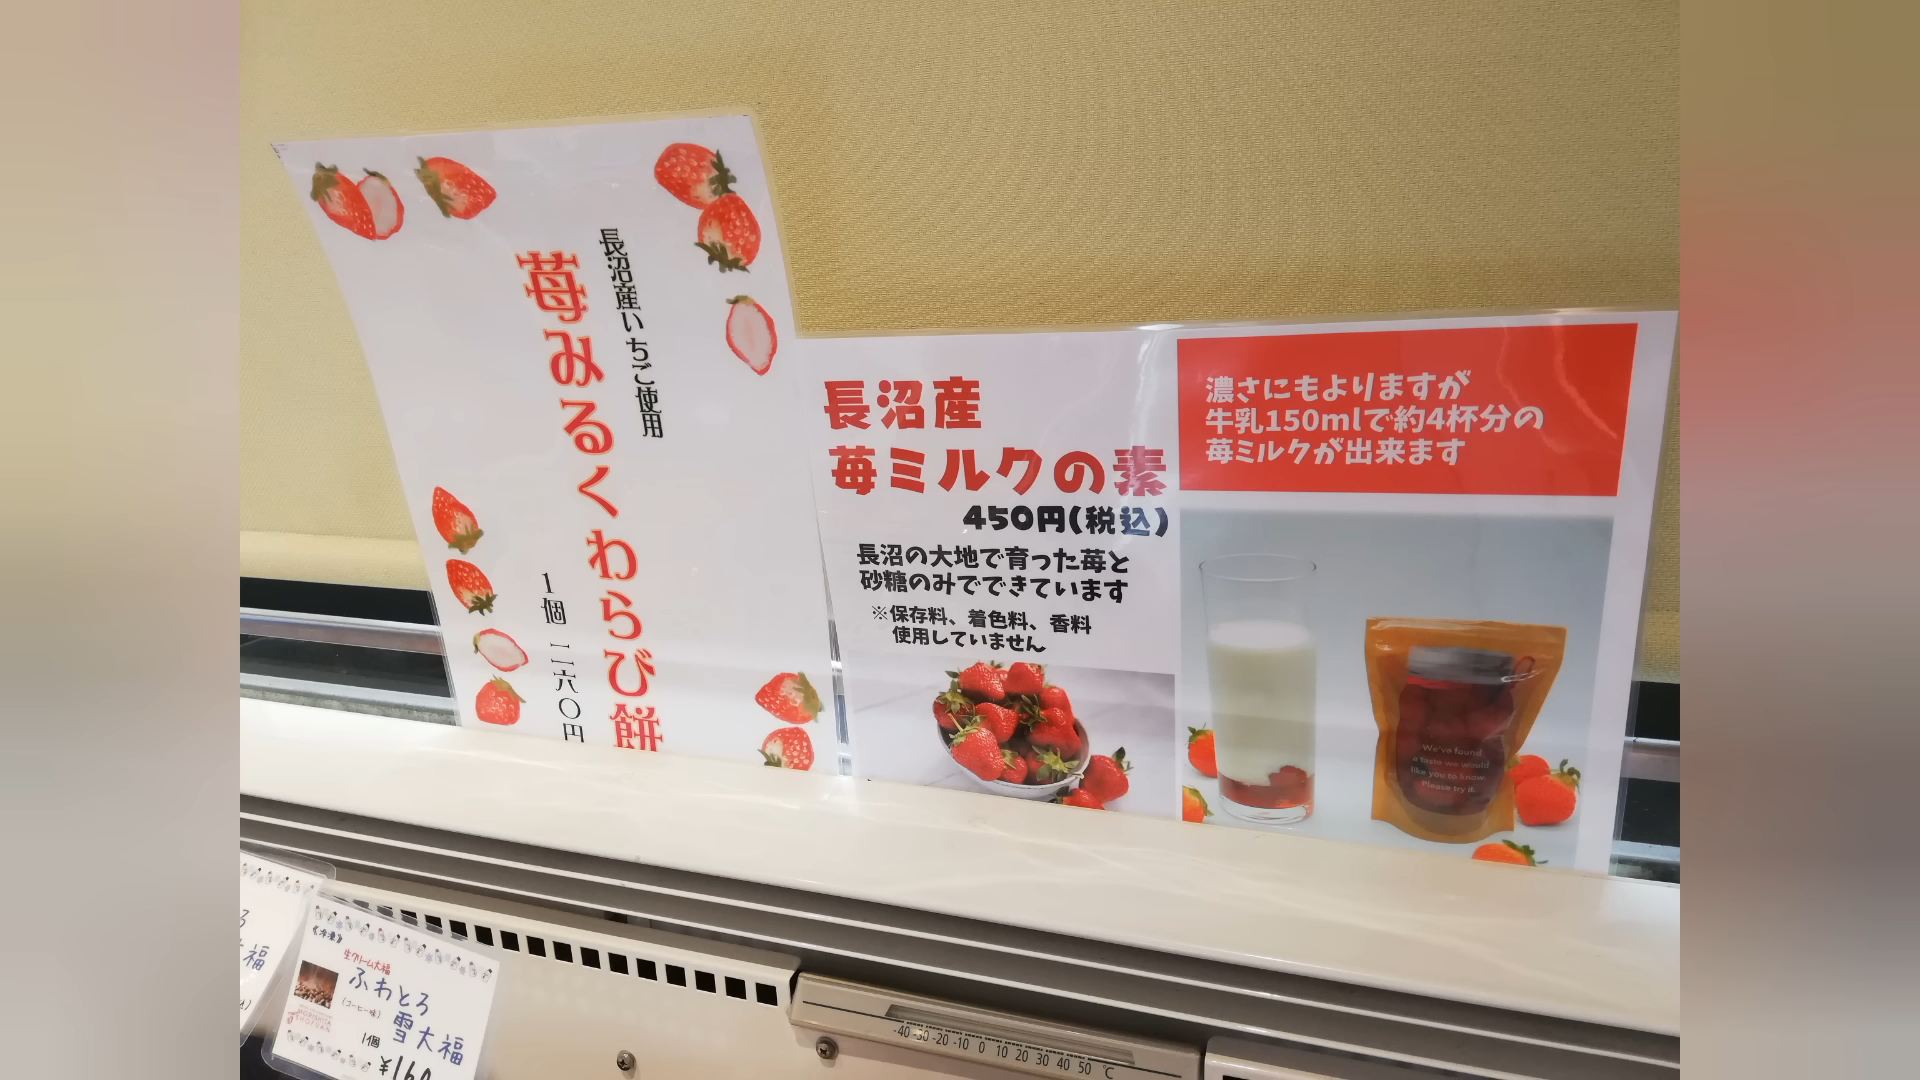 長沼産いちご使用
苺みるくわらび餅
1個 二六〇円
長沼産
苺ミルクの素
450円(税込)
長沼の大地で育った苺と
砂糖のみでできています
※保存料、着色料、香料
使用していません
濃さにもよりますが
牛乳150mlで約4杯分の
苺ミルクが出来ます
We've found
a taste we would
like you to know.
Please try it.
ろ
大福
《冷凍》
生クリーム大福
ふわとろ
(コーヒー味)
雪大福
1個
¥160
-40 -30 -20 -10 0 10 20 30 40 50 ℃